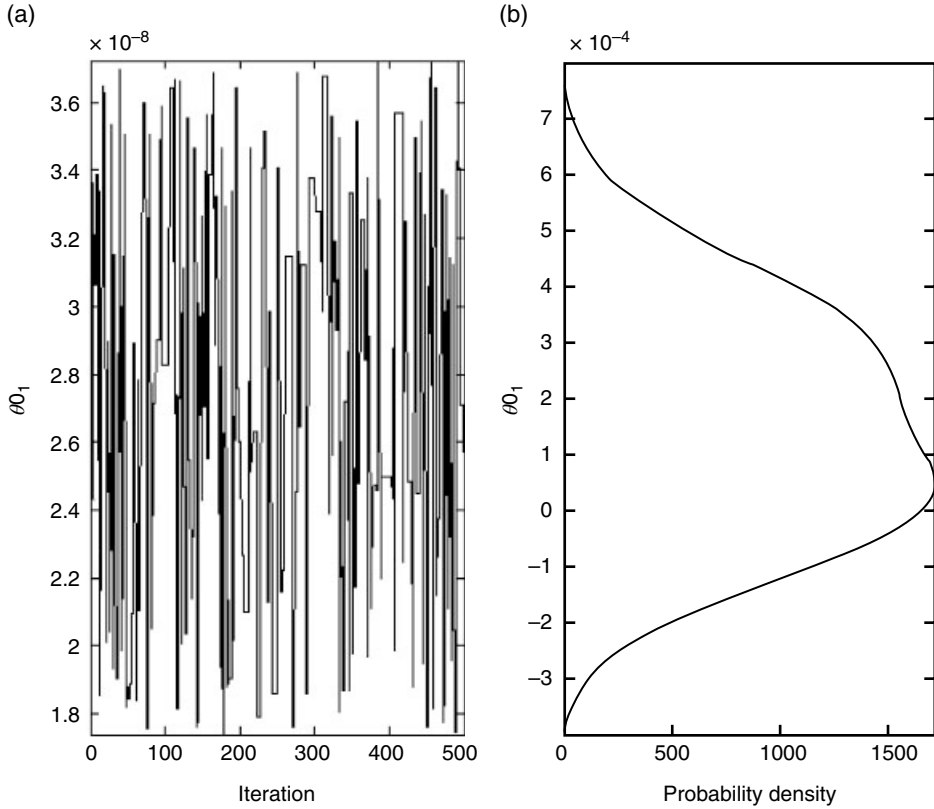 (a)
× 10⁻⁸
3.6
3.4
3.2
3
2.8
2.6
2.4
2.2
2
1.8
θ0₁
0 100 200 300 400 500
Iteration
(b)
× 10⁻⁴
7
6
5
4
3
2
1
0
−1
−2
−3
θ0₁
0 500 1000 1500
Probability density